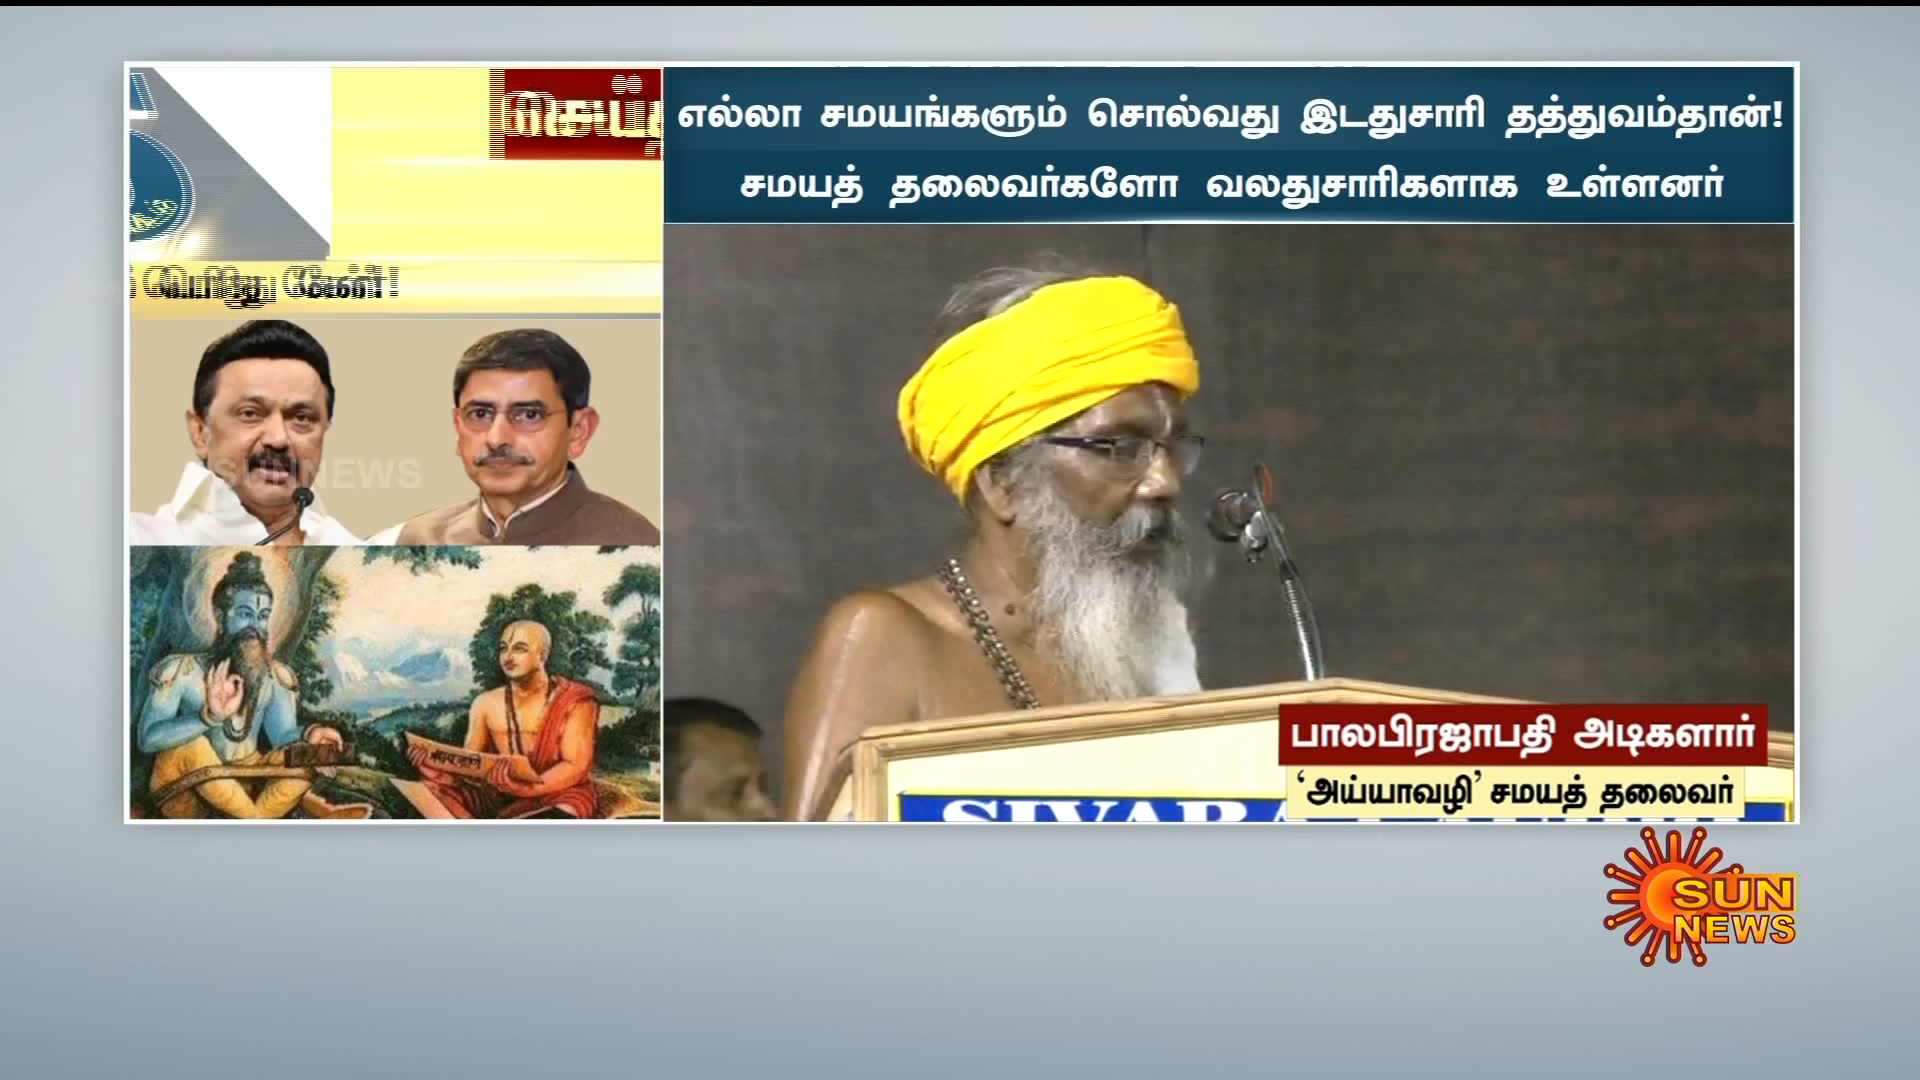 எல்லா சமயங்களும் சொல்வது இடதுசாரி தத்துவம்தான்!
சமயத் தலைவர்களோ வலதுசாரிகளாக உள்ளனர்
SUNNEWS
பாலபிரஜாபதி அடிகளார்
‘அய்யாவழி’ சமயத் தலைவர்
SUN
NEWS